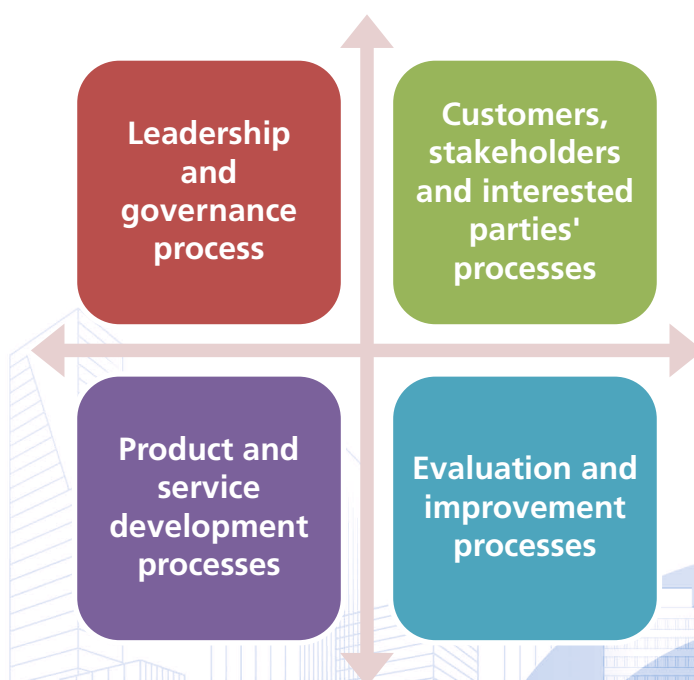 Leadership
and
governance
process
Customers,
stakeholders
and interested
parties'
processes
Product and
service
development
processes
Evaluation and
improvement
processes